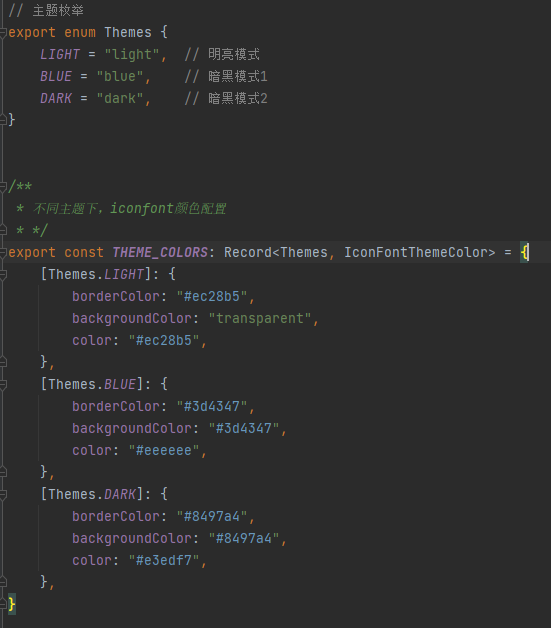 // 主题枚举
export enum Themes {
    LIGHT = "light",  // 明亮模式
    BLUE = "blue",    // 暗黑模式1
    DARK = "dark",    // 暗黑模式2
}
/**
 * 不同主题下，iconfont颜色配置
 * */
export const THEME_COLORS: Record<Themes, IconFontThemeColor> = {
    [Themes.LIGHT]: {
        borderColor: "#ec28b5",
        backgroundColor: "transparent",
        color: "#ec28b5",
    },
    [Themes.BLUE]: {
        borderColor: "#3d4347",
        backgroundColor: "#3d4347",
        color: "#eeeeee",
    },
    [Themes.DARK]: {
        borderColor: "#8497a4",
        backgroundColor: "#8497a4",
        color: "#e3edf7",
    },
}